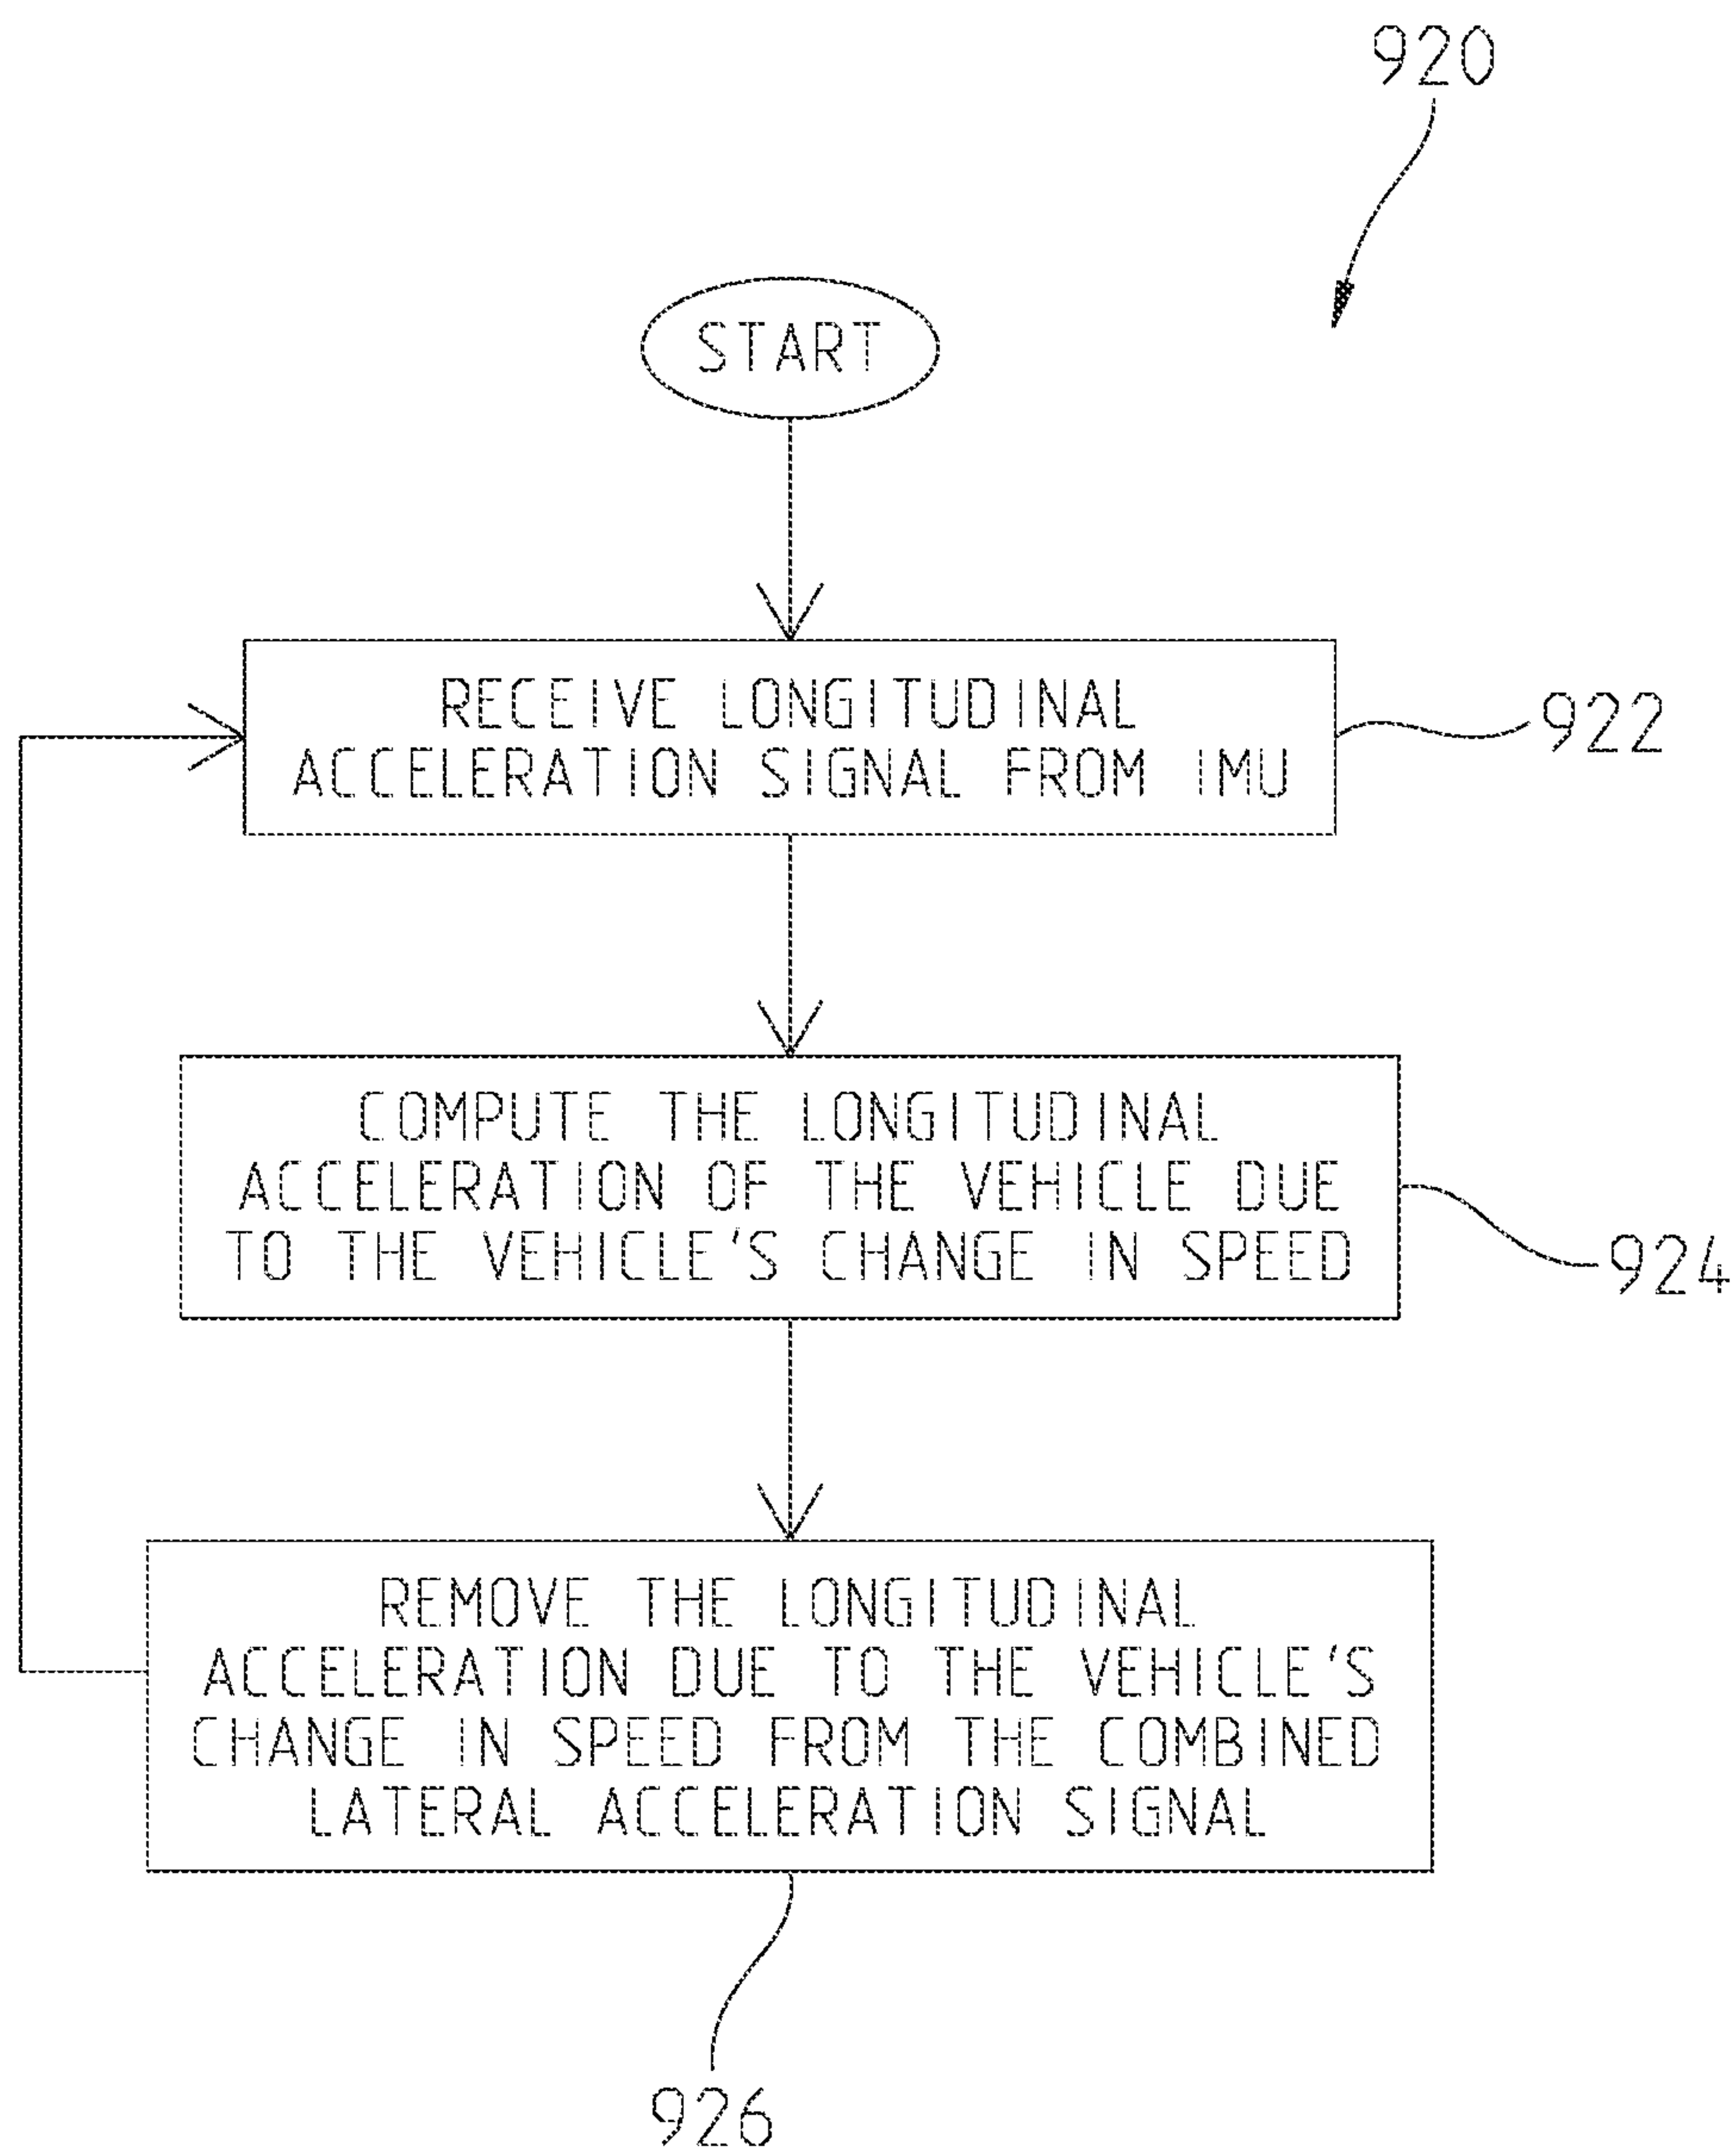 920
START
RECEIVE LONGITUDINAL
ACCELERATION SIGNAL FROM IMU
922
COMPUTE THE LONGITUDINAL
ACCELERATION OF THE VEHICLE DUE
TO THE VEHICLE'S CHANGE IN SPEED
924
REMOVE THE LONGITUDINAL
ACCELERATION DUE TO THE VEHICLE'S
CHANGE IN SPEED FROM THE COMBINED
LATERAL ACCELERATION SIGNAL
926